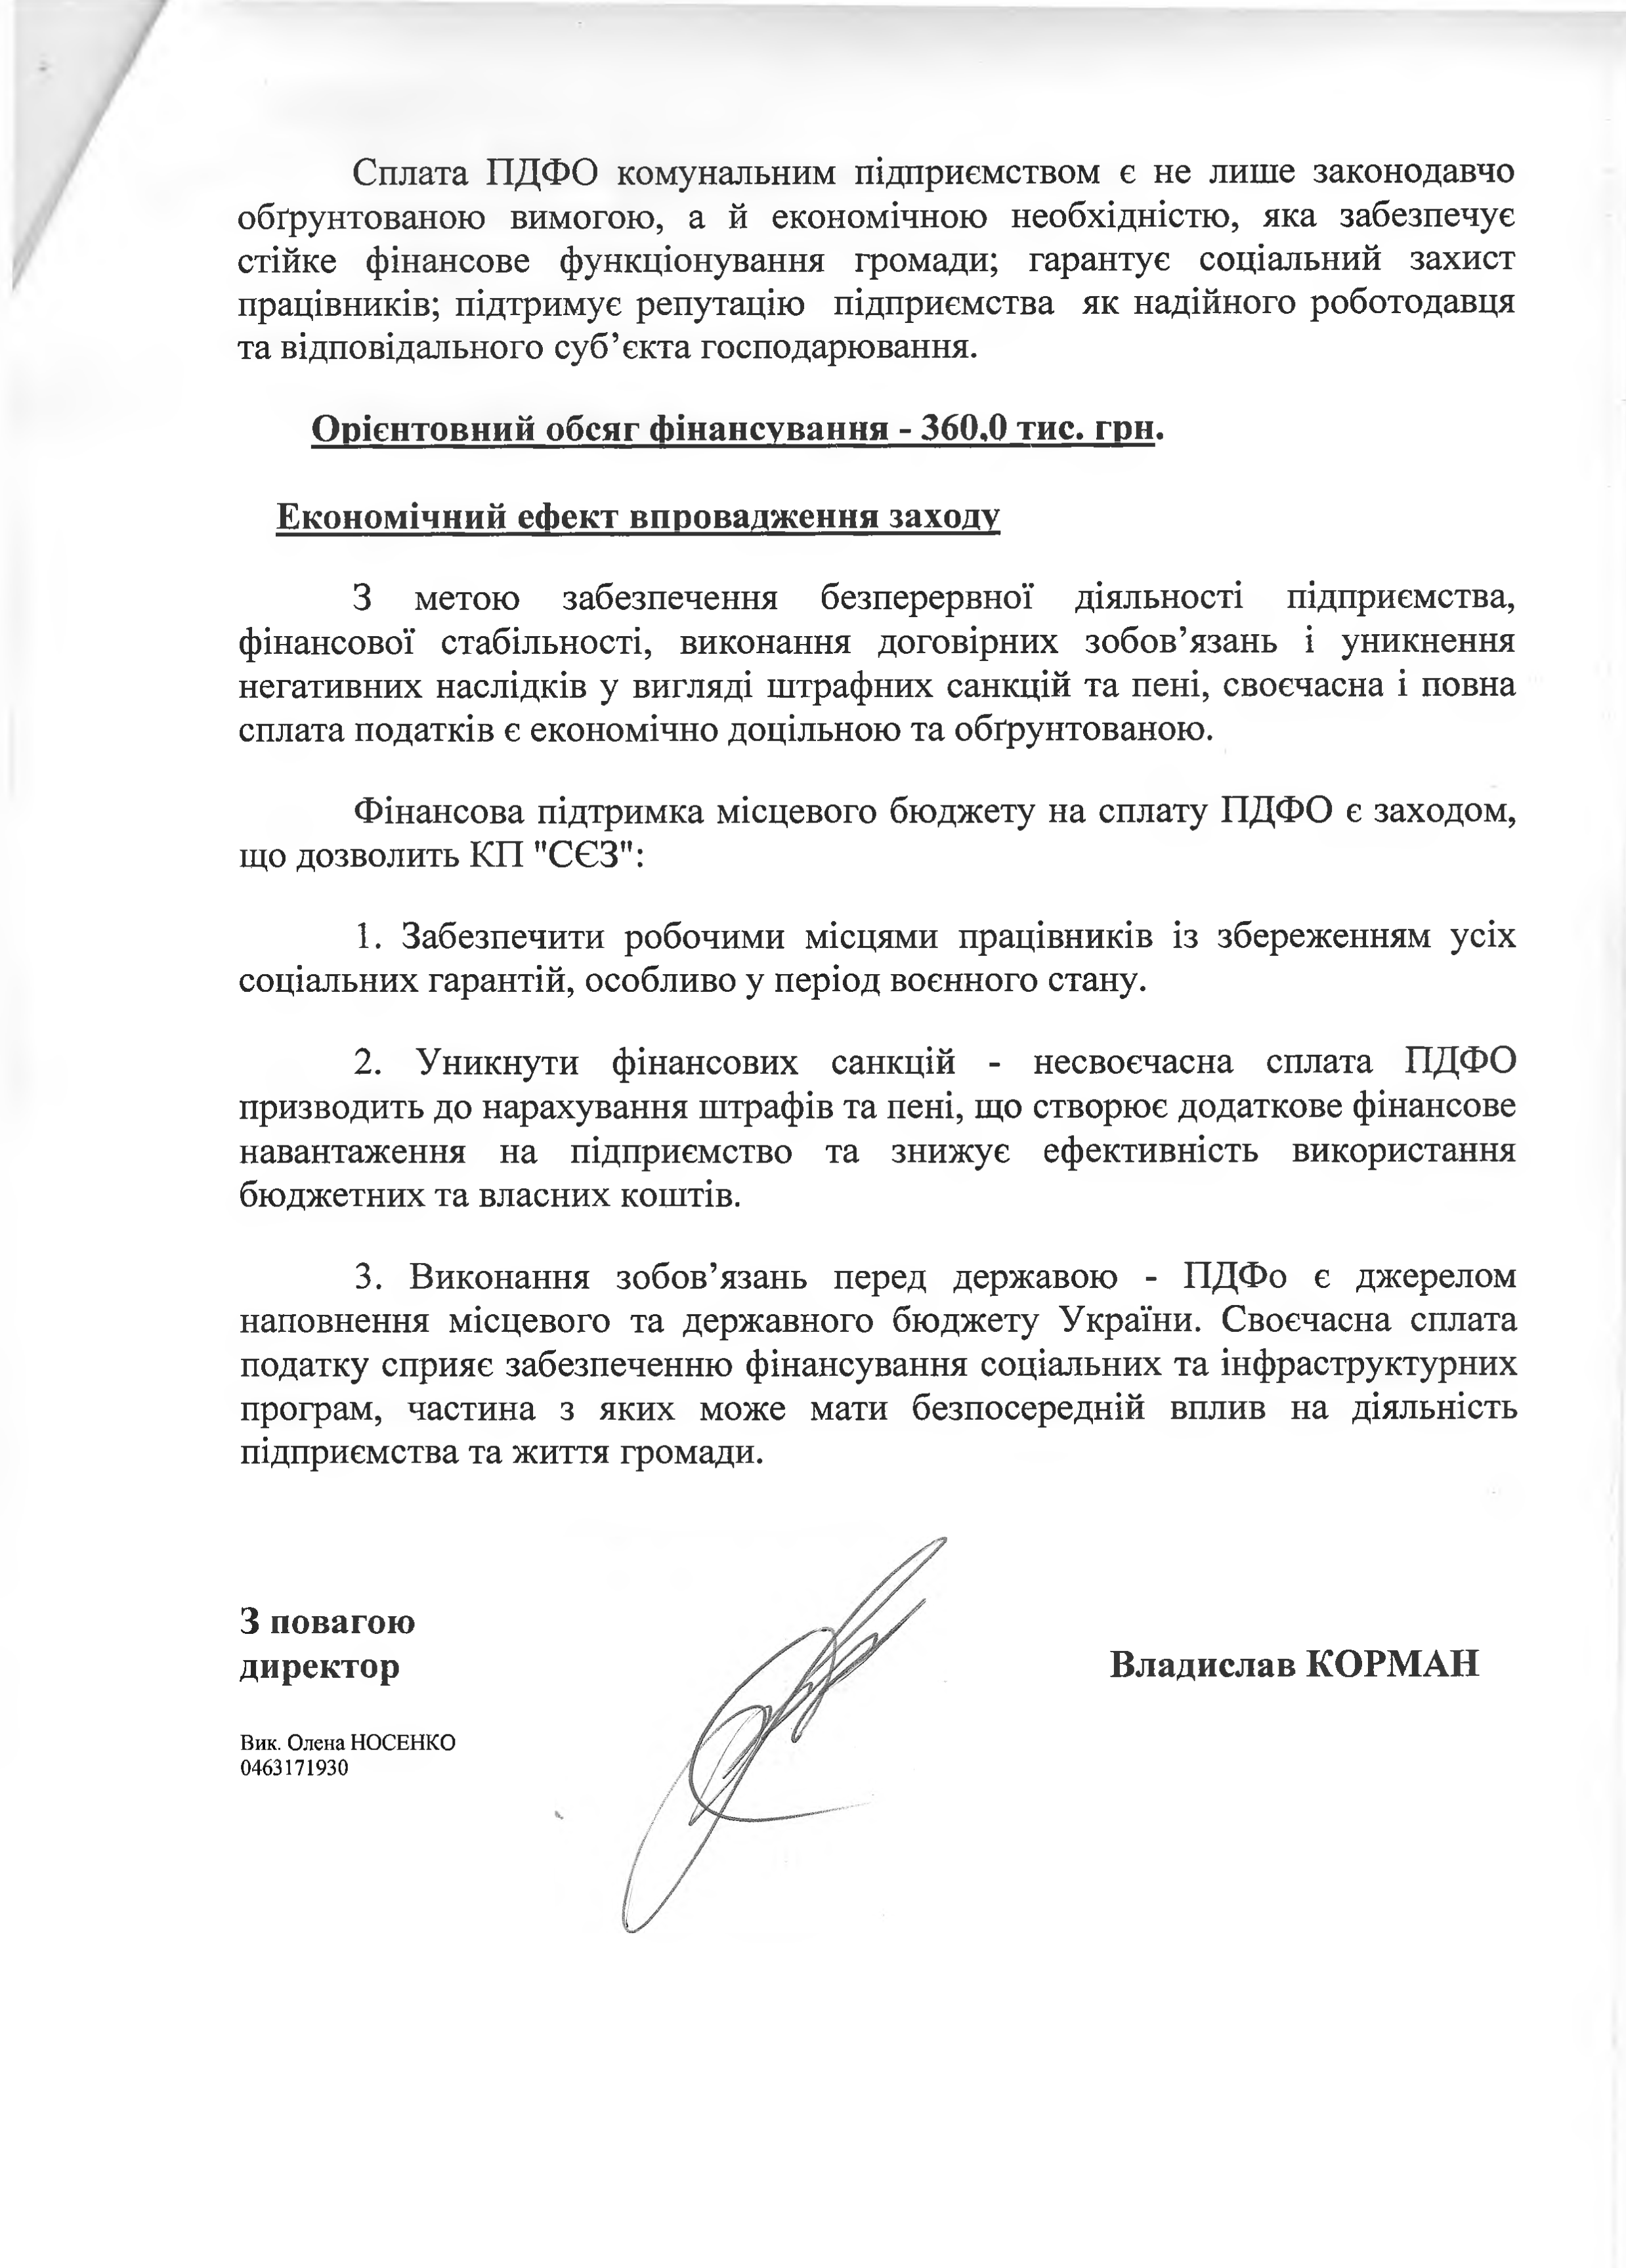 Сплата ПДФО комунальним підприємством є не лише законодавчо
обґрунтованою вимогою, а й економічною необхідністю, яка забезпечує
стійке фінансове функціонування громади; гарантує соціальний захист
працівників; підтримує репутацію підприємства як надійного роботодавця
та відповідального суб’єкта господарювання.
Орієнтовний обсяг фінансування - 360,0 тис. грн.
Економічний ефект впровадження заходу
З метою забезпечення безперервної діяльності підприємства,
фінансової стабільності, виконання договірних зобов’язань і уникнення
негативних наслідків у вигляді штрафних санкцій та пені, своєчасна і повна
сплата податків є економічно доцільною та обґрунтованою.
Фінансова підтримка місцевого бюджету на сплату ПДФО є заходом,
що дозволить КП "СЄЗ":
1. Забезпечити робочими місцями працівників із збереженням усіх
соціальних гарантій, особливо у період воєнного стану.
2. Уникнути фінансових санкцій - несвоєчасна сплата ПДФО
призводить до нарахування штрафів та пені, що створює додаткове фінансове
навантаження на підприємство та знижує ефективність використання
бюджетних та власних коштів.
3. Виконання зобов’язань перед державою - ПДФо є джерелом
наповнення місцевого та державного бюджету України. Своєчасна сплата
податку сприяє забезпеченню фінансування соціальних та інфраструктурних
програм, частина з яких може мати безпосередній вплив на діяльність
підприємства та життя громади.
З повагою
директор
Владислав КОРМАН
Вик. Олена НОСЕНКО
0463171930